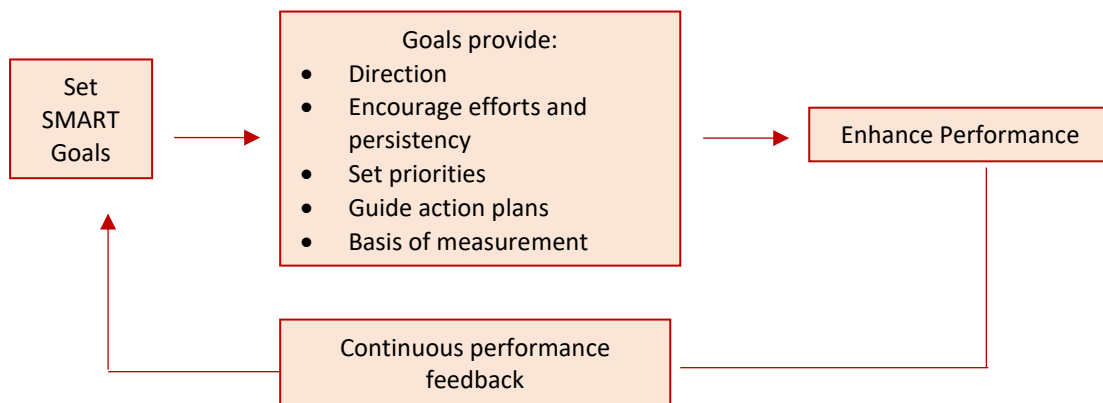 Set
SMART
Goals
Goals provide:
• Direction
• Encourage efforts and
persistency
• Set priorities
• Guide action plans
• Basis of measurement
Enhance Performance
Continuous performance
feedback